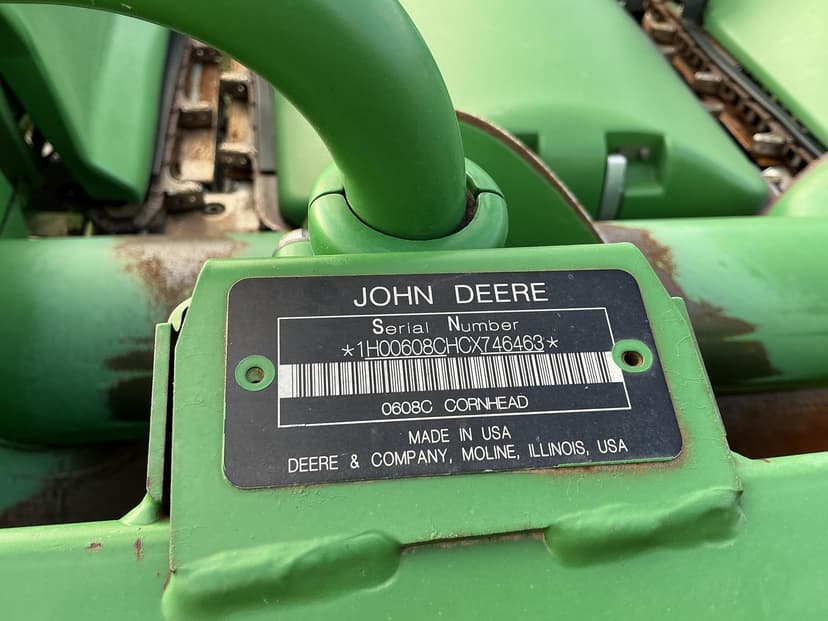 JOHN DEERE
Serial Number
*1H00608CHCX746463*
0608C CORNHEAD
MADE IN USA
DEERE & COMPANY, MOLINE, ILLINOIS, USA